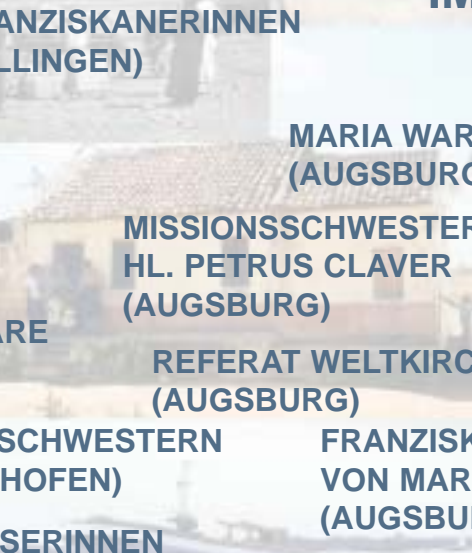 IM
ANZISKANERINNEN
LLINGEN)
MARIA WAR
(AUGSBURG
MISSIONSSCHWESTER
HL. PETRUS CLAVER
(AUGSBURG)
ARE
REFERAT WELTKIRC
(AUGSBURG)
SCHWESTERN
HOFEN)
FRANZISK
VON MAR
(AUGSBU
SERINNEN